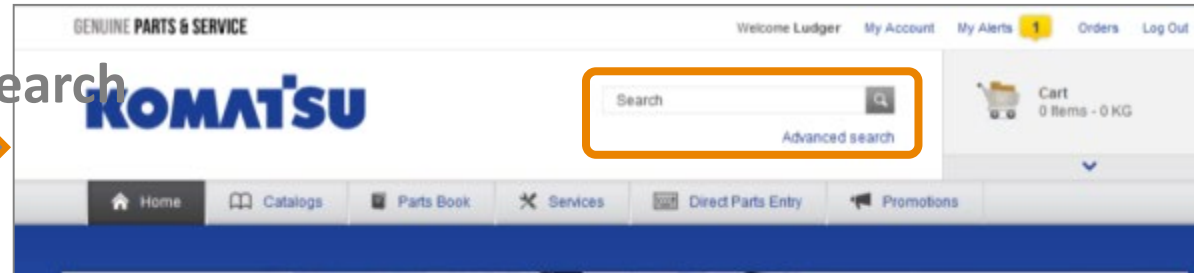 GENUINE PARTS & SERVICE
Welcome Ludger My Account My Alerts 1 Orders Log Out
earch
KOMATSU
Search
Cart
0 Items - 0 KG
Advanced search
Home Catalogs Parts Book Services Direct Parts Entry Promotions